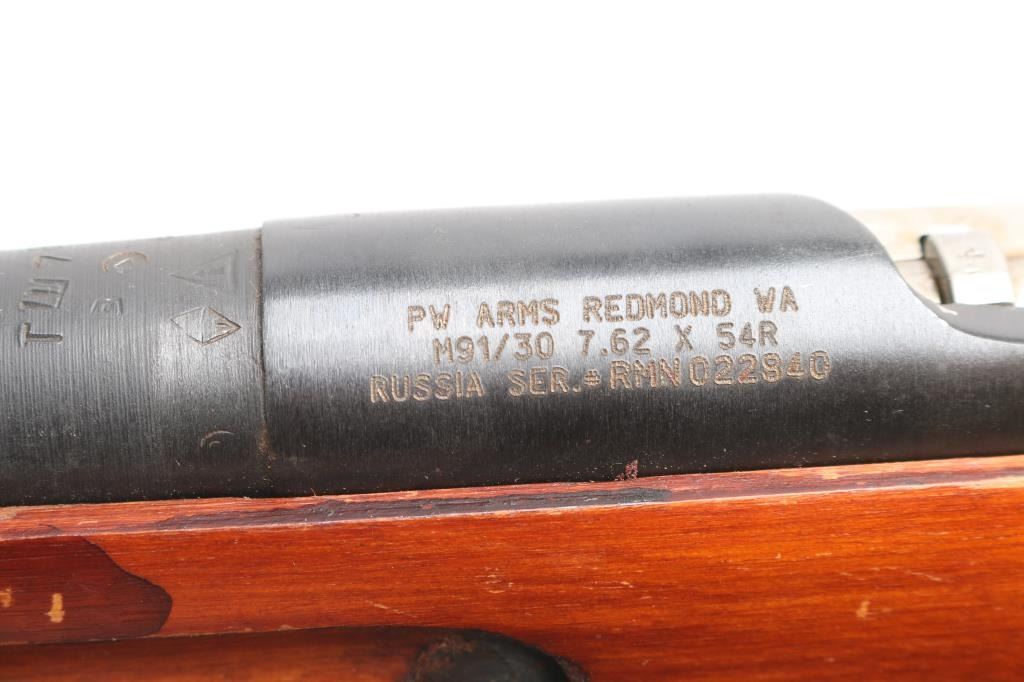 PW ARMS REDMOND WA
M91/30 7.62 X 54R
RUSSIA SER.# RMN022840